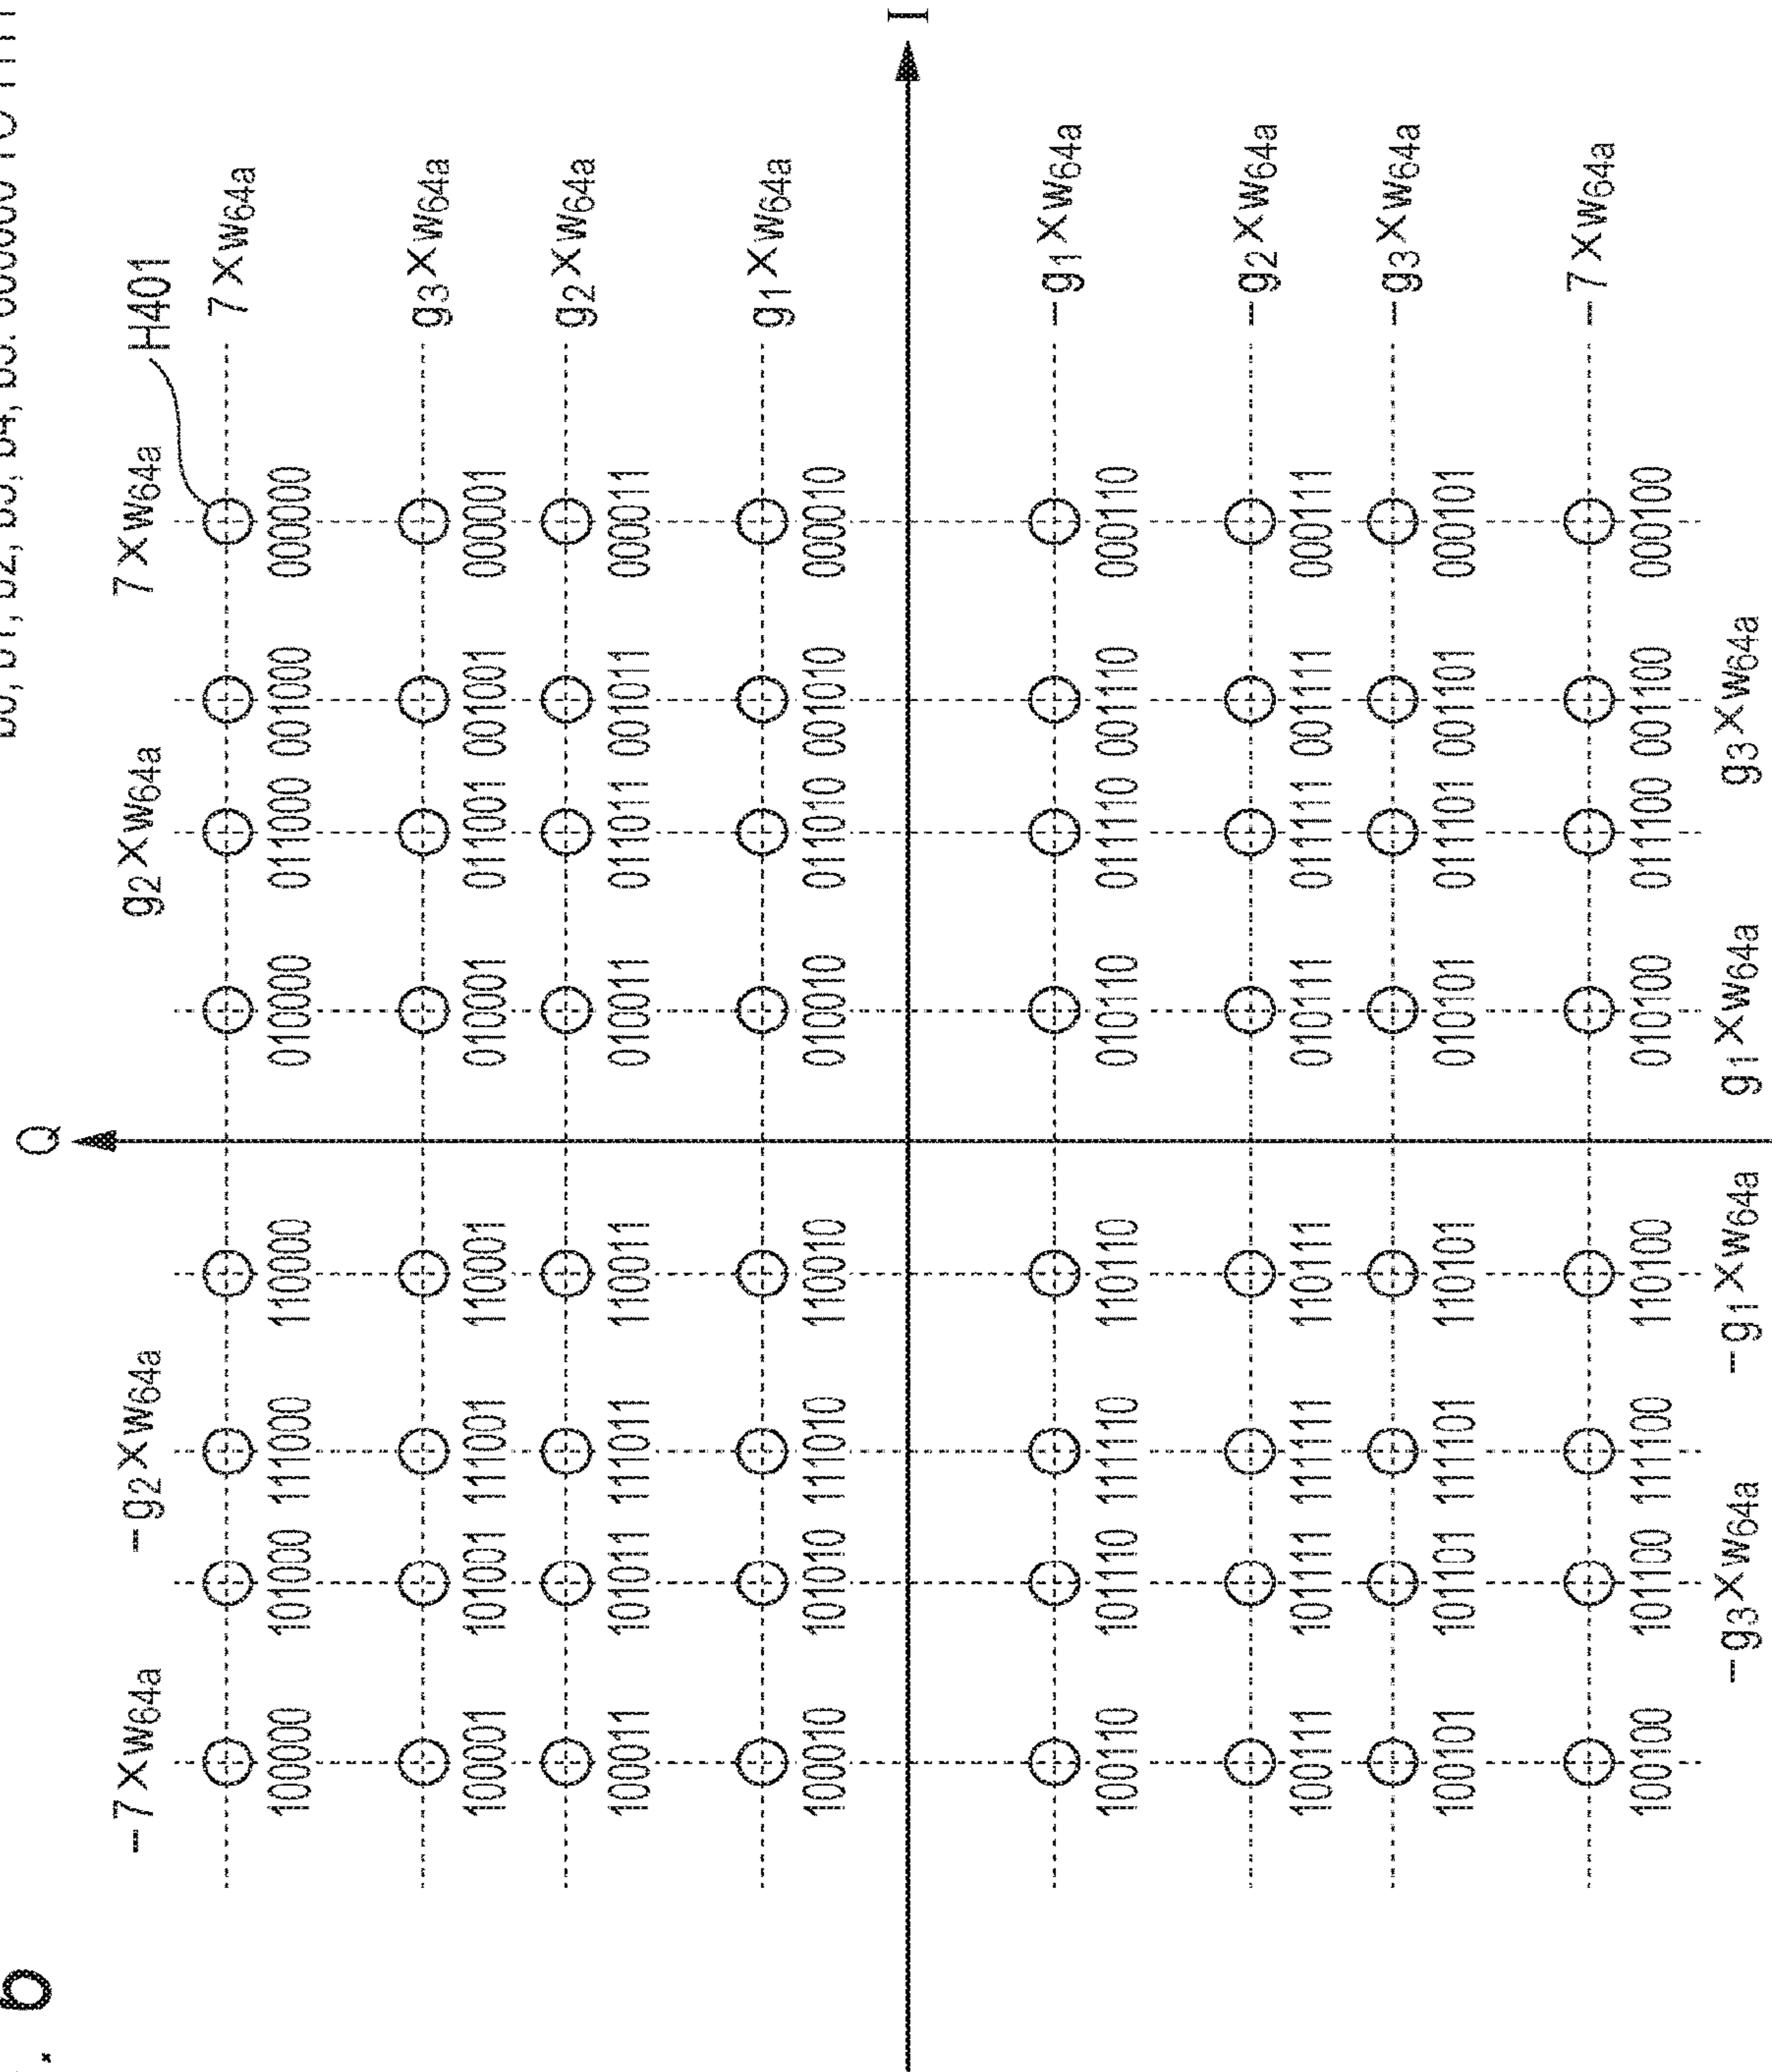 b0, b1, b2, b3, b4, b5: 000000 TO
Q
−7×w64a −g2×w64a g2×w64a 7×w64a
H401
7×w64a
100000 101000 111000 110000 010000 011000 001000 000000
g3×w64a
100001 101001 111001 110001 010001 011001 001001 000001
g2×w64a
100011 101011 111011 110011 010011 011011 001011 000011
g1×w64a
100010 101010 111010 110010 010010 011010 001010 000010
I
−g1×w64a
100110 101110 111110 110110 010110 011110 001110 000110
−g2×w64a
100111 101111 111111 110111 010111 011111 001111 000111
−g3×w64a
100101 101101 111101 110101 010101 011101 001101 000101
−7×w64a
100100 101100 111100 110100 010100 011100 001100 000100
−g3×w64a −g1×w64a g1×w64a g3×w64a